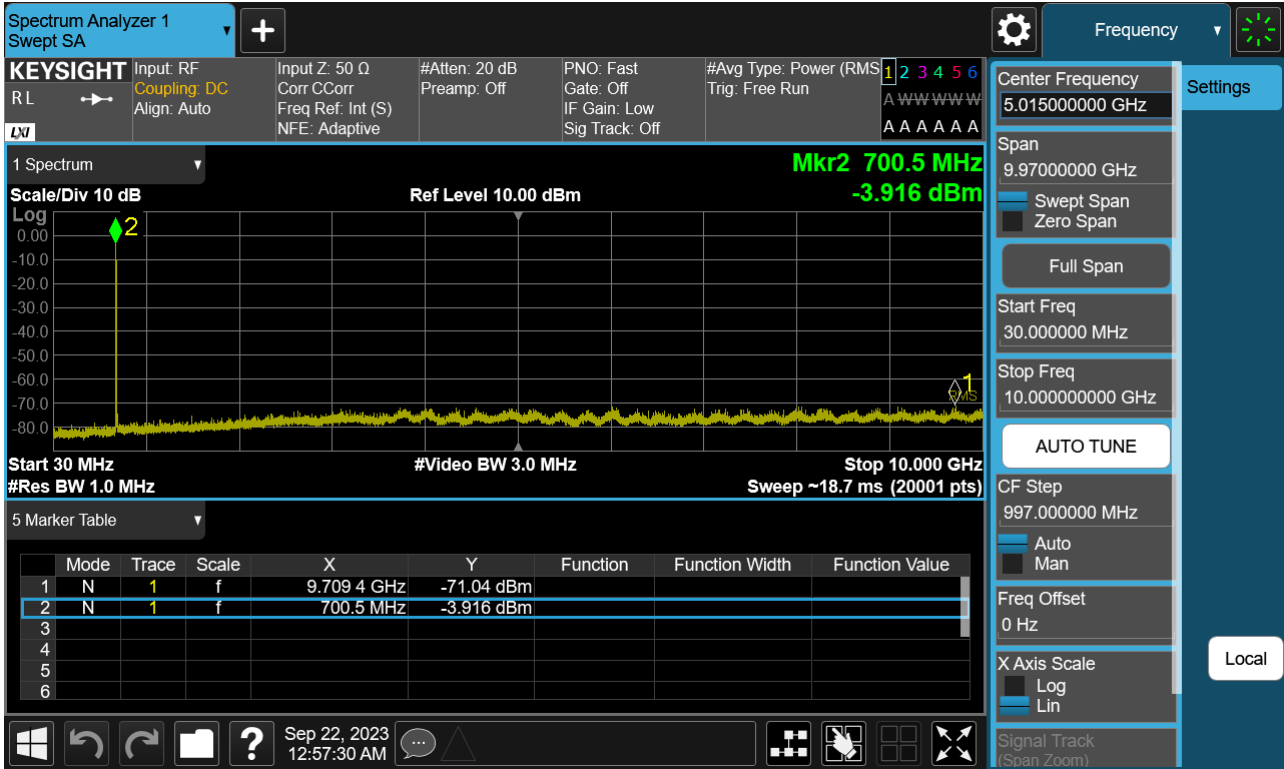 Spectrum Analyzer 1
Swept SA
Frequency
KEYSIGHT
R L
LXI
Input: RF
Coupling: DC
Align: Auto
Input Z: 50 Ω
Corr CCorr
Freq Ref: Int (S)
NFE: Adaptive
#Atten: 20 dB
Preamp: Off
PNO: Fast
Gate: Off
IF Gain: Low
Sig Track: Off
#Avg Type: Power (RMS
Trig: Free Run
1 2 3 4 5 6
A W W W W W
A A A A A A
1 Spectrum
Mkr2 700.5 MHz
-3.916 dBm
Scale/Div 10 dB
Ref Level 10.00 dBm
Log
0.00
-10.0
-20.0
-30.0
-40.0
-50.0
-60.0
-70.0
-80.0
2
1
RMS
Start 30 MHz
#Video BW 3.0 MHz
Stop 10.000 GHz
#Res BW 1.0 MHz
Sweep ~18.7 ms (20001 pts)
5 Marker Table
Mode Trace Scale X Y Function Function Width Function Value
1 N 1 f 9.709 4 GHz -71.04 dBm
2 N 1 f 700.5 MHz -3.916 dBm
3
4
5
6
Sep 22, 2023
12:57:30 AM
Center Frequency
5.015000000 GHz
Span
9.97000000 GHz
Swept Span
Zero Span
Full Span
Start Freq
30.000000 MHz
Stop Freq
10.000000000 GHz
AUTO TUNE
CF Step
997.000000 MHz
Auto
Man
Freq Offset
0 Hz
X Axis Scale
Log
Lin
Signal Track
(Span Zoom)
Settings
Local